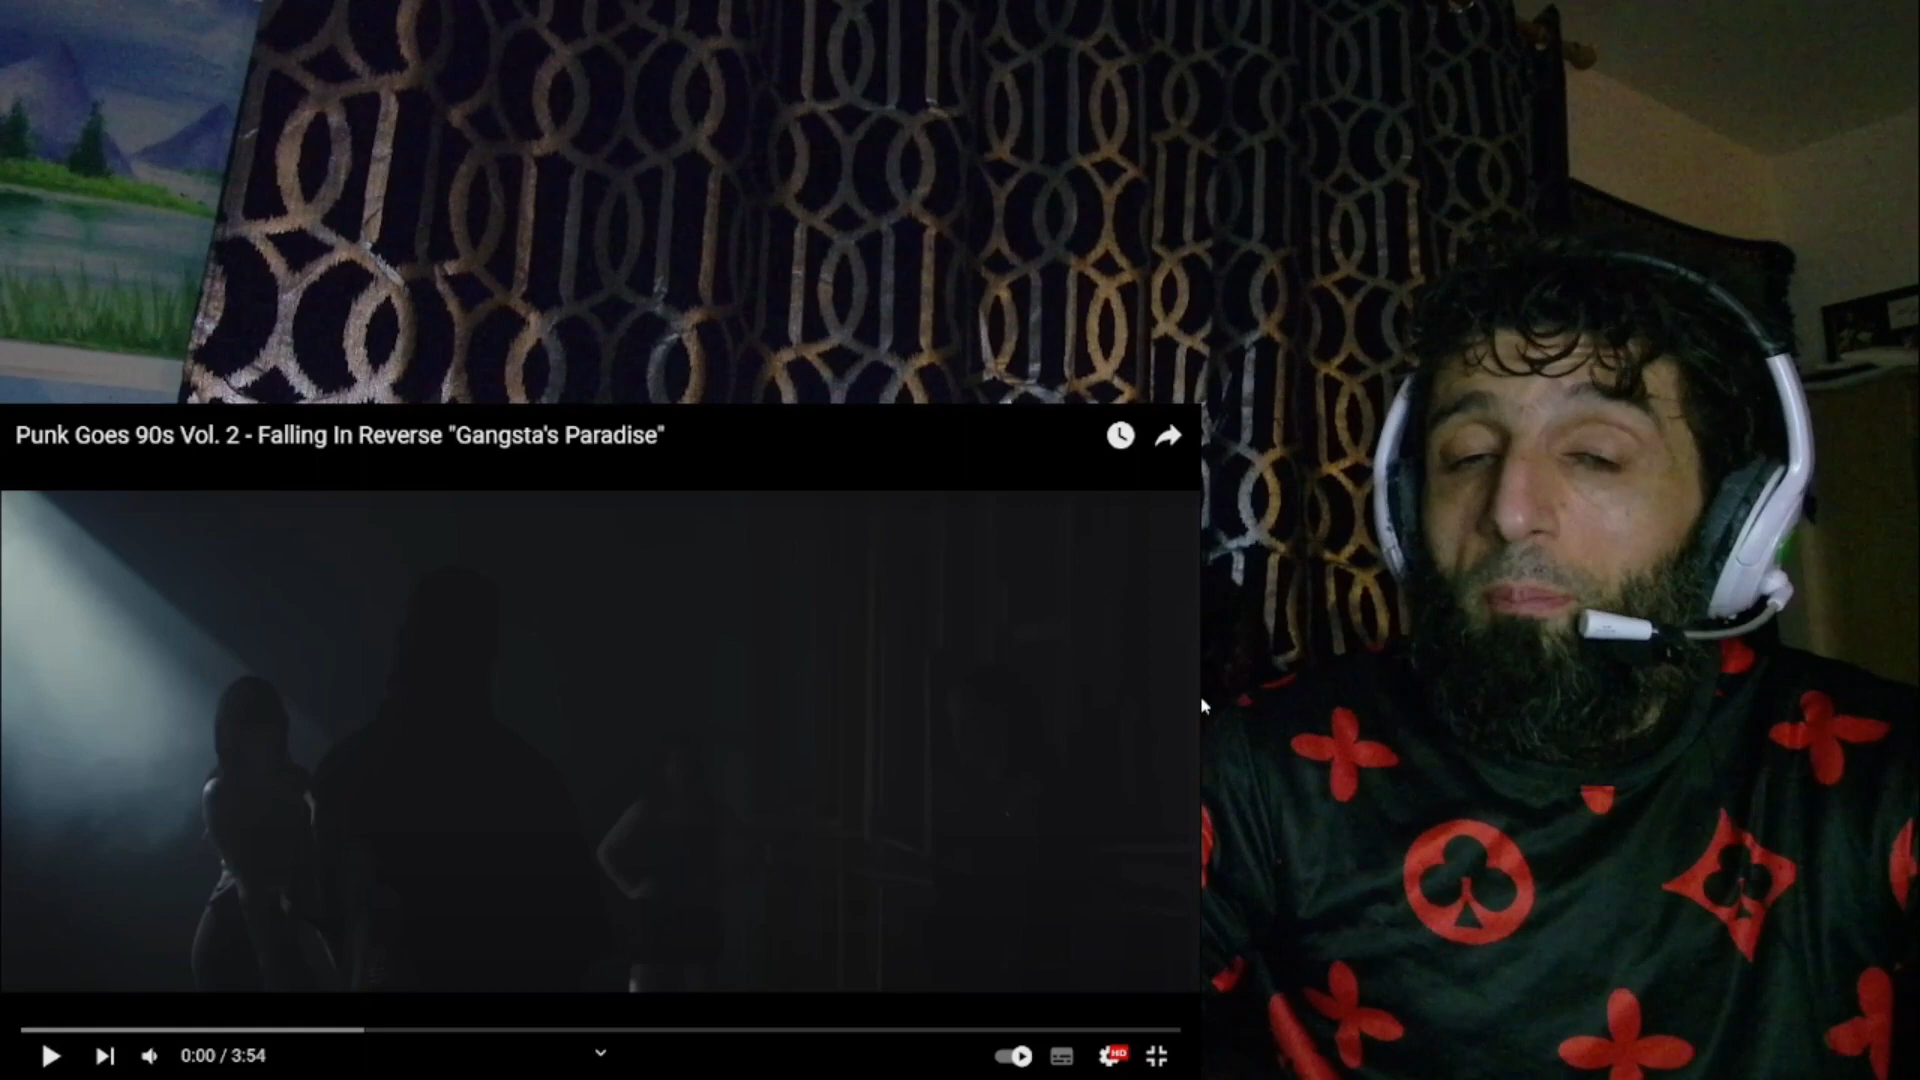 Punk Goes 90s Vol. 2 - Falling In Reverse "Gangsta's Paradise"
0:00 / 3:54
HD